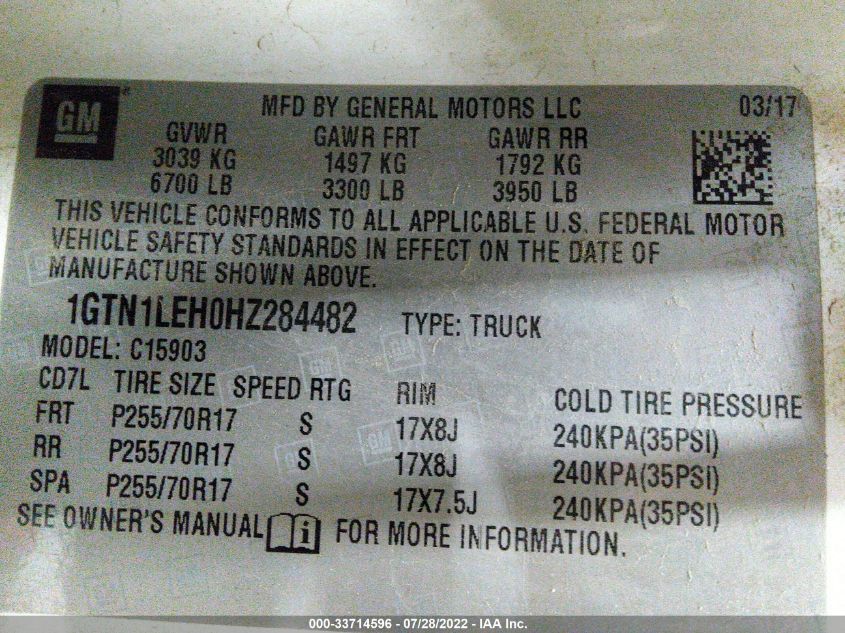 GM
MFD BY GENERAL MOTORS LLC 03/17
GVWR GAWR FRT GAWR RR
3039 KG 1497 KG 1792 KG
6700 LB 3300 LB 3950 LB
THIS VEHICLE CONFORMS TO ALL APPLICABLE U.S. FEDERAL MOTOR
VEHICLE SAFETY STANDARDS IN EFFECT ON THE DATE OF
MANUFACTURE SHOWN ABOVE.
1GTN1LEH0HZ284482 TYPE: TRUCK
MODEL: C15903
CD7L TIRE SIZE SPEED RTG RIM COLD TIRE PRESSURE
FRT P255/70R17 S 17X8J 240KPA(35PSI)
RR P255/70R17 S 17X8J 240KPA(35PSI)
SPA P255/70R17 S 17X7.5J 240KPA(35PSI)
SEE OWNER'S MANUAL i FOR MORE INFORMATION.
000-33714596 - 07/28/2022 - IAA Inc.